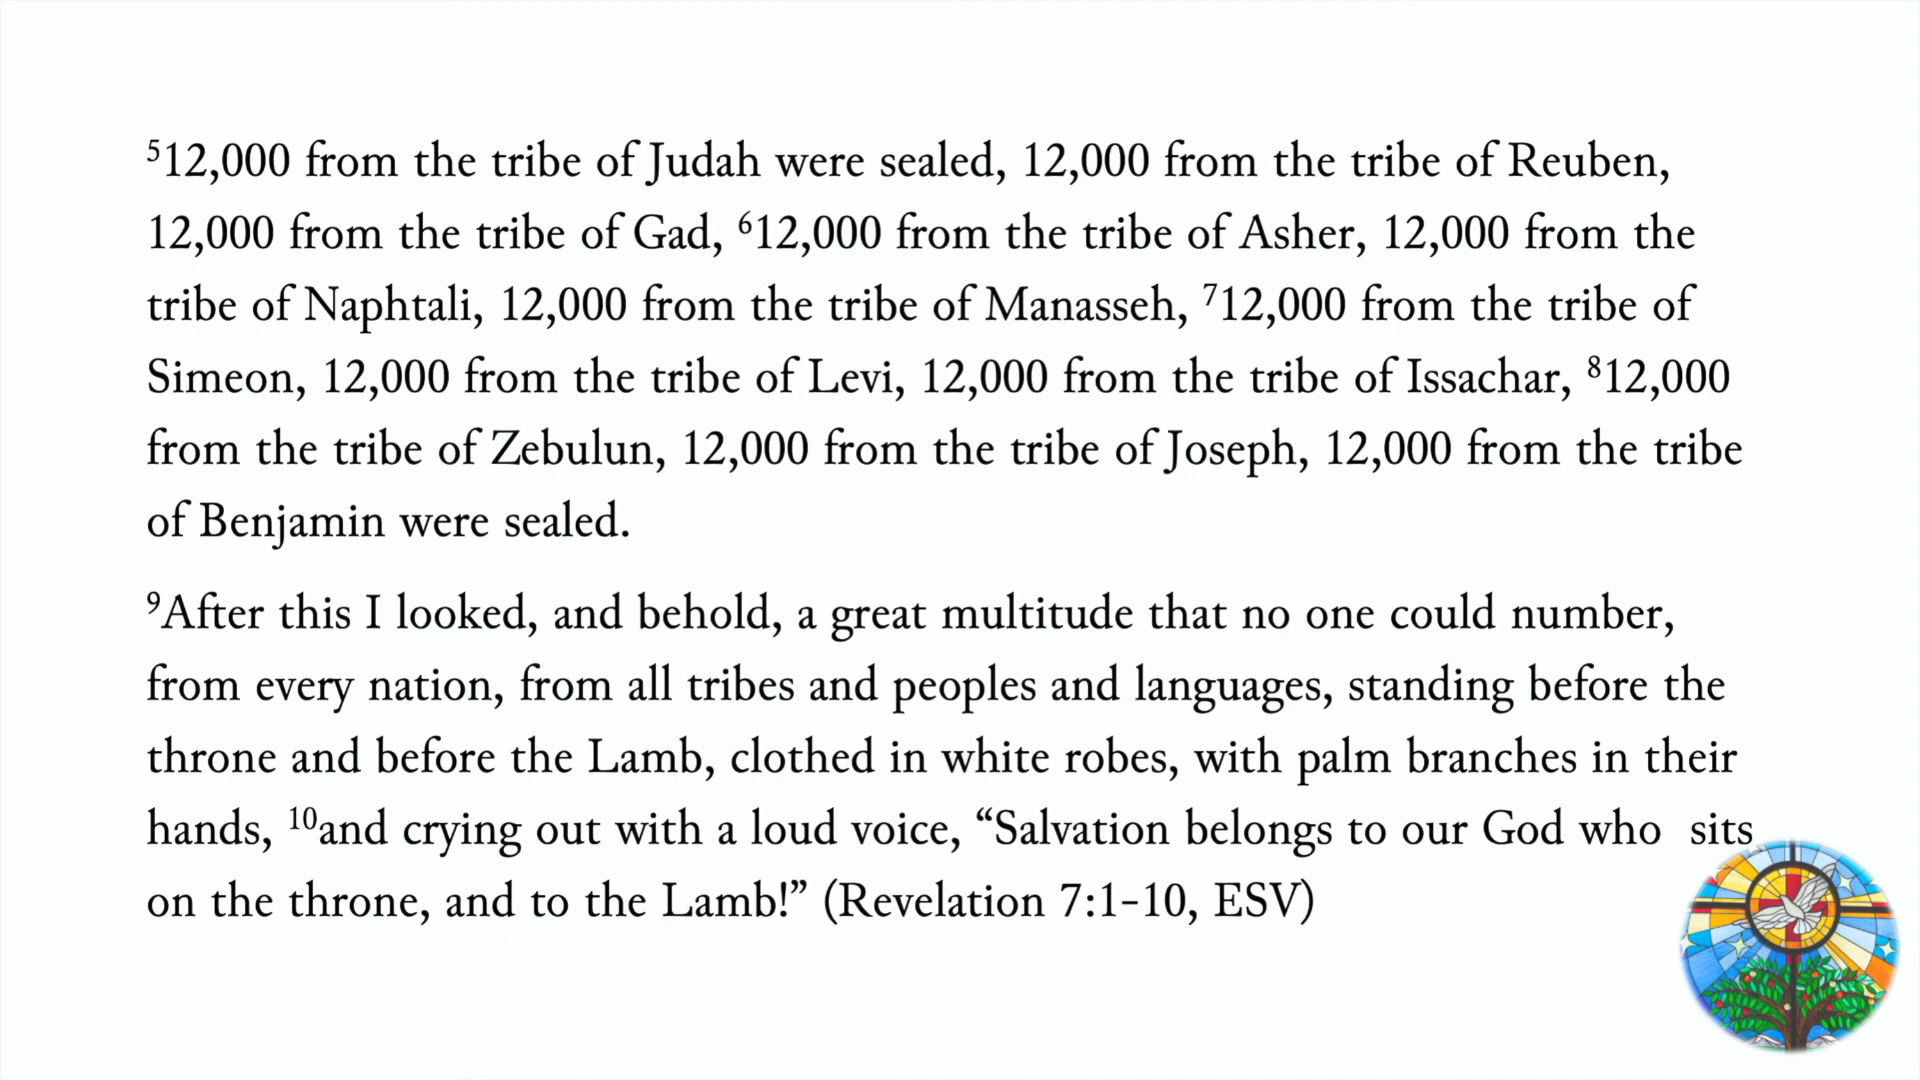 ⁵12,000 from the tribe of Judah were sealed, 12,000 from the tribe of Reuben,
12,000 from the tribe of Gad, ⁶12,000 from the tribe of Asher, 12,000 from the
tribe of Naphtali, 12,000 from the tribe of Manasseh, ⁷12,000 from the tribe of
Simeon, 12,000 from the tribe of Levi, 12,000 from the tribe of Issachar, ⁸12,000
from the tribe of Zebulun, 12,000 from the tribe of Joseph, 12,000 from the tribe
of Benjamin were sealed.
⁹After this I looked, and behold, a great multitude that no one could number,
from every nation, from all tribes and peoples and languages, standing before the
throne and before the Lamb, clothed in white robes, with palm branches in their
hands, ¹⁰and crying out with a loud voice, “Salvation belongs to our God who sits
on the throne, and to the Lamb!” (Revelation 7:1–10, ESV)